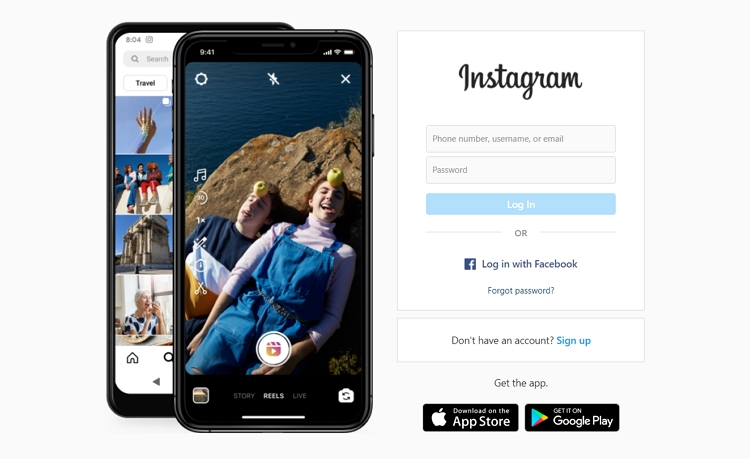 8:04
Search
Travel
9:41
30
1×
STORY REELS LIVE
Instagram
Phone number, username, or email
Password
Log In
OR
Log in with Facebook
Forgot password?
Don't have an account? Sign up
Get the app.
Download on the
App Store
GET IT ON
Google Play